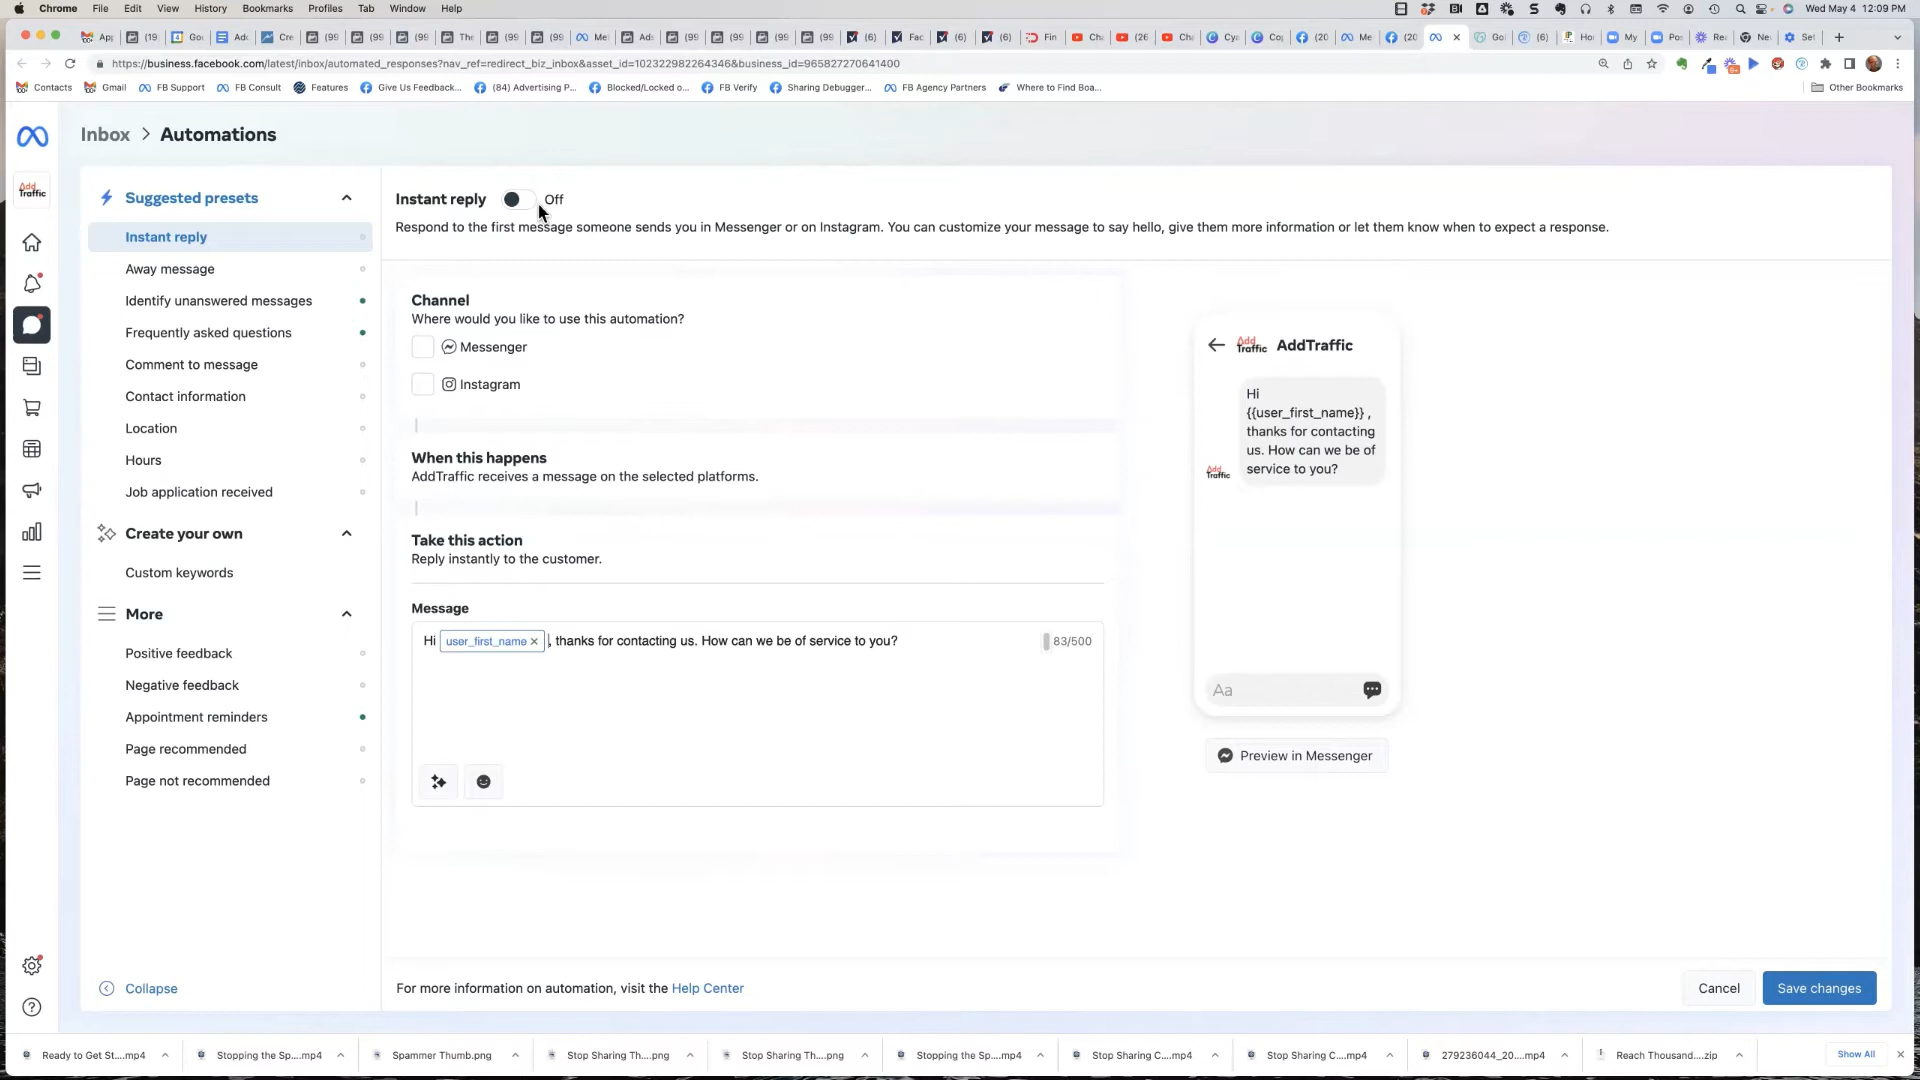 Chrome File Edit View History Bookmarks Profiles Tab Window Help Wed May 4 12:09 PM
https://business.facebook.com/latest/inbox/automated_responses?nav_ref=redirect_biz_inbox&asset_id=102322982264346&business_id=965827270641400
Contacts Gmail FB Support FB Consult Features Give Us Feedback... (84) Advertising P... Blocked/Locked o... FB Verify Sharing Debugger... FB Agency Partners Where to Find Boa... Other Bookmarks
Inbox > Automations
Add Traffic
Suggested presets
Instant reply
Away message
Identify unanswered messages
Frequently asked questions
Comment to message
Contact information
Location
Hours
Job application received
Create your own
Custom keywords
More
Positive feedback
Negative feedback
Appointment reminders
Page recommended
Page not recommended
Collapse
Instant reply Off
Respond to the first message someone sends you in Messenger or on Instagram. You can customize your message to say hello, give them more information or let them know when to expect a response.
Channel
Where would you like to use this automation?
Messenger
Instagram
When this happens
AddTraffic receives a message on the selected platforms.
Take this action
Reply instantly to the customer.
Message
Hi user_first_name × , thanks for contacting us. How can we be of service to you? 83/500
Add Traffic AddTraffic
Hi
{{user_first_name}} ,
thanks for contacting
us. How can we be of
service to you?
Add Traffic
Aa
Preview in Messenger
For more information on automation, visit the Help Center
Cancel Save changes
Ready to Get St....mp4 Stopping the Sp....mp4 Spammer Thumb.png Stop Sharing Th....png Stop Sharing Th....png Stopping the Sp....mp4 Stop Sharing C....mp4 Stop Sharing C....mp4 279236044_20....mp4 Reach Thousand....zip Show All